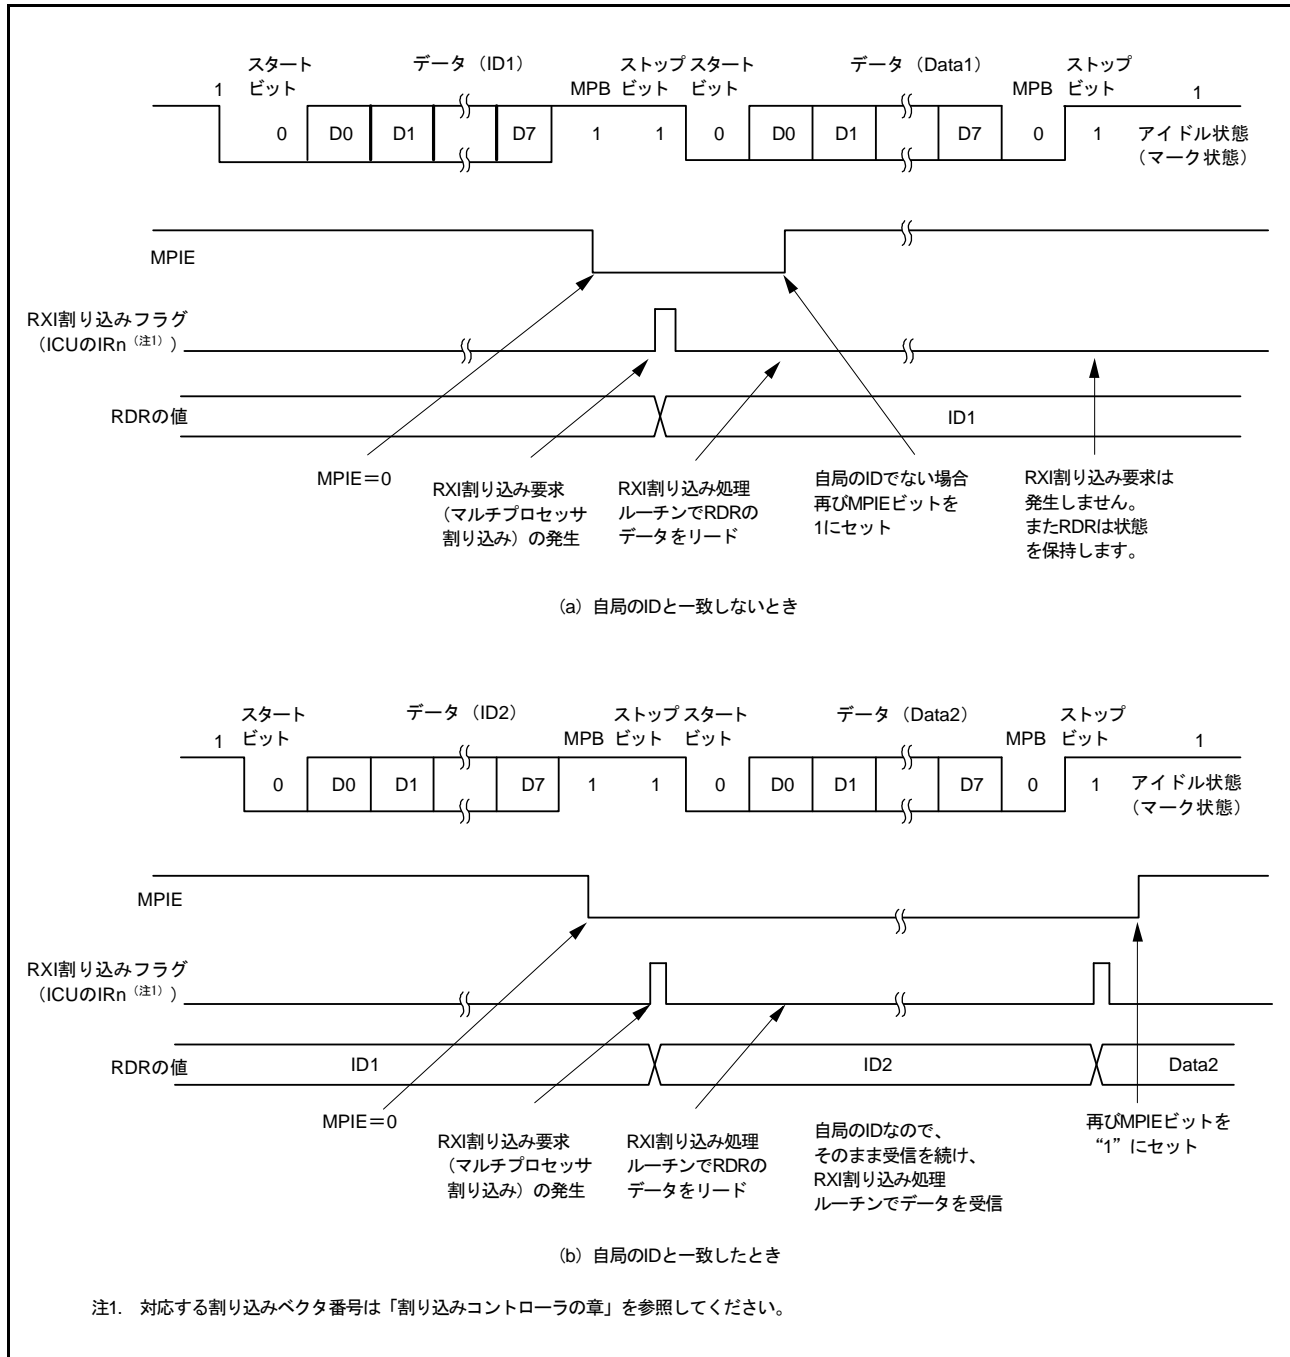 スタート
ビット
データ（ID1）
ストップ
ビット
スタート
ビット
データ（Data1）
ストップ
ビット
1
MPB
MPB
1
0
D0
D1
D7
1
1
0
D0
D1
D7
0
1
アイドル状態
（マーク状態）
MPIE
RXI割り込みフラグ
（ICUのIRn（注1））
RDRの値
ID1
MPIE＝0
RXI割り込み要求
（マルチプロセッサ
割り込み）の発生
RXI割り込み処理
ルーチンでRDRの
データをリード
自局のIDでない場合
再びMPIEビットを
1にセット
RXI割り込み要求は
発生しません。
またRDRは状態
を保持します。
（a）自局のIDと一致しないとき
スタート
ビット
データ（ID2）
ストップ
ビット
スタート
ビット
データ（Data2）
ストップ
ビット
1
MPB
MPB
1
0
D0
D1
D7
1
1
0
D0
D1
D7
0
1
アイドル状態
（マーク状態）
MPIE
RXI割り込みフラグ
（ICUのIRn（注1））
RDRの値
ID1
ID2
Data2
MPIE＝0
RXI割り込み要求
（マルチプロセッサ
割り込み）の発生
RXI割り込み処理
ルーチンでRDRの
データをリード
自局のIDなので、
そのまま受信を続け、
RXI割り込み処理
ルーチンでデータを受信
再びMPIEビットを
“1”にセット
（b）自局のIDと一致したとき
注1. 対応する割り込みベクタ番号は「割り込みコントローラの章」を参照してください。